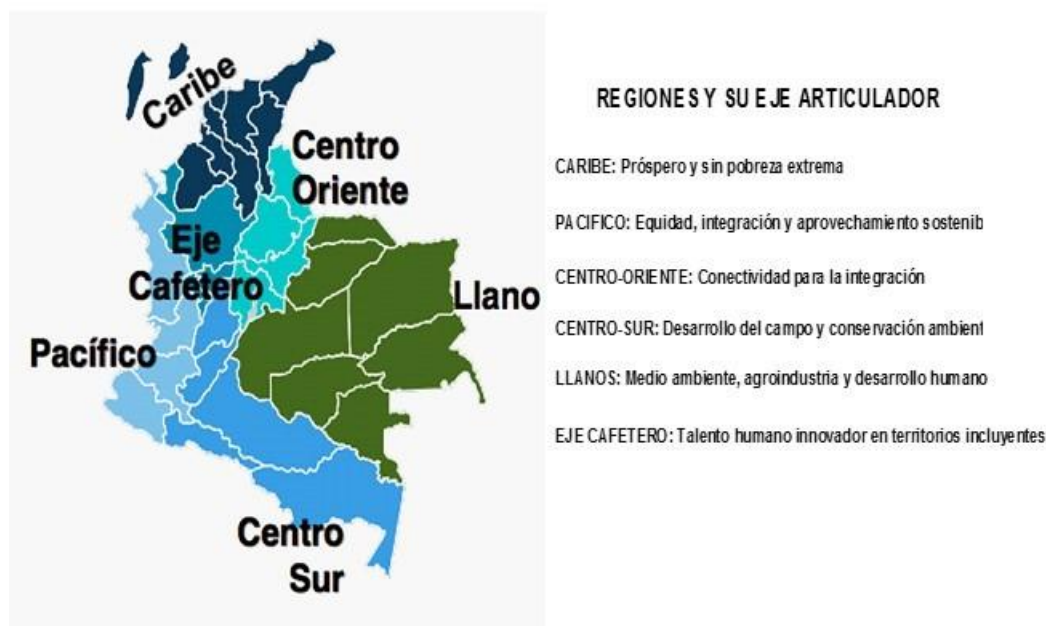 Caribe
Centro
Oriente
Eje
Cafetero
Llano
Pacífico
Centro
Sur
REGIONES Y SU EJE ARTICULADOR
CARIBE: Próspero y sin pobreza extrema
PACIFICO: Equidad, integración y aprovechamiento sostenib
CENTRO-ORIENTE: Conectividad para la integración
CENTRO-SUR: Desarrollo del campo y conservación ambient
LLANOS: Medio ambiente, agroindustria y desarrollo humano
EJE CAFETERO: Talento humano innovador en territorios incluyentes